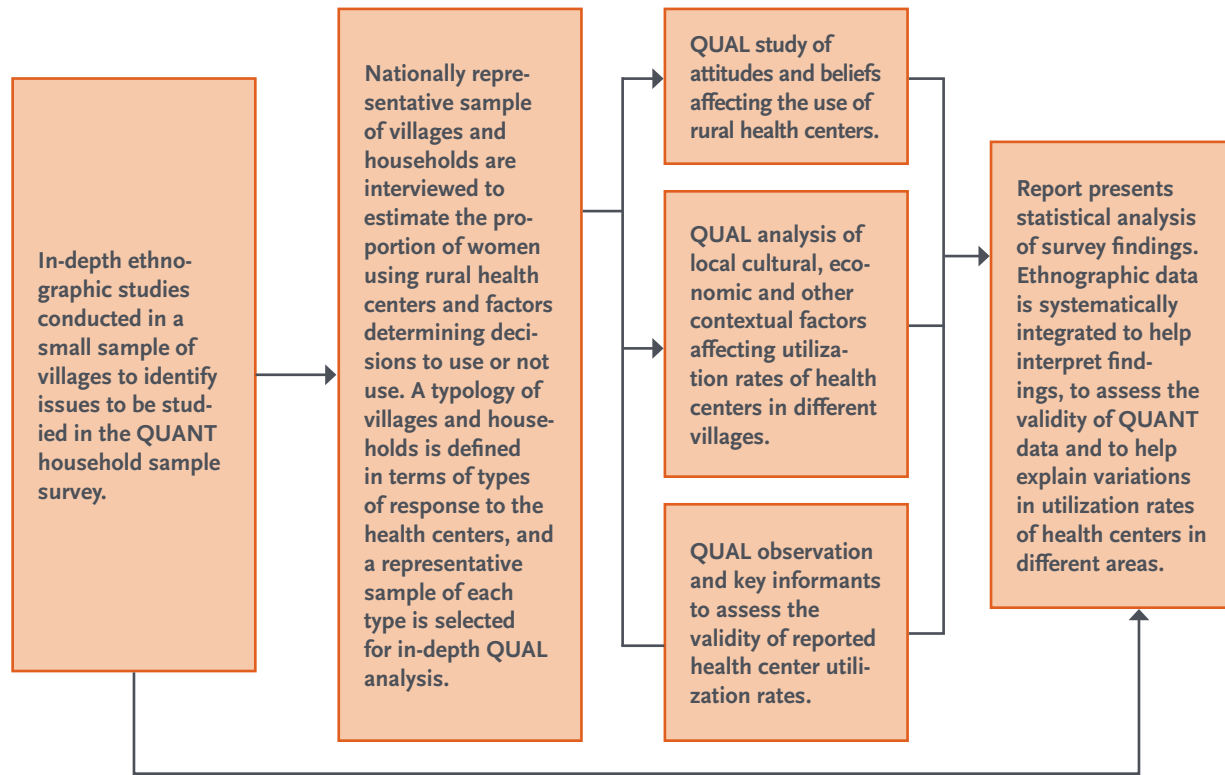 In-depth ethno-
graphic studies
conducted in a
small sample of
villages to identify
issues to be stud-
ied in the QUANT
household sample
survey.
Nationally repre-
sentative sample
of villages and
households are
interviewed to
estimate the pro-
portion of women
using rural health
centers and factors
determining deci-
sions to use or not
use. A typology of
villages and house-
holds is defined
in terms of types
of response to the
health centers, and
a representative
sample of each
type is selected
for in-depth QUAL
analysis.
QUAL study of
attitudes and beliefs
affecting the use of
rural health centers.
QUAL analysis of
local cultural, eco-
nomic and other
contextual factors
affecting utiliza-
tion rates of health
centers in different
villages.
QUAL observation
and key informants
to assess the
validity of reported
health center utili-
zation rates.
Report presents
statistical analysis
of survey findings.
Ethnographic data
is systematically
integrated to help
interpret find-
ings, to assess the
validity of QUANT
data and to help
explain variations
in utilization rates
of health centers in
different areas.